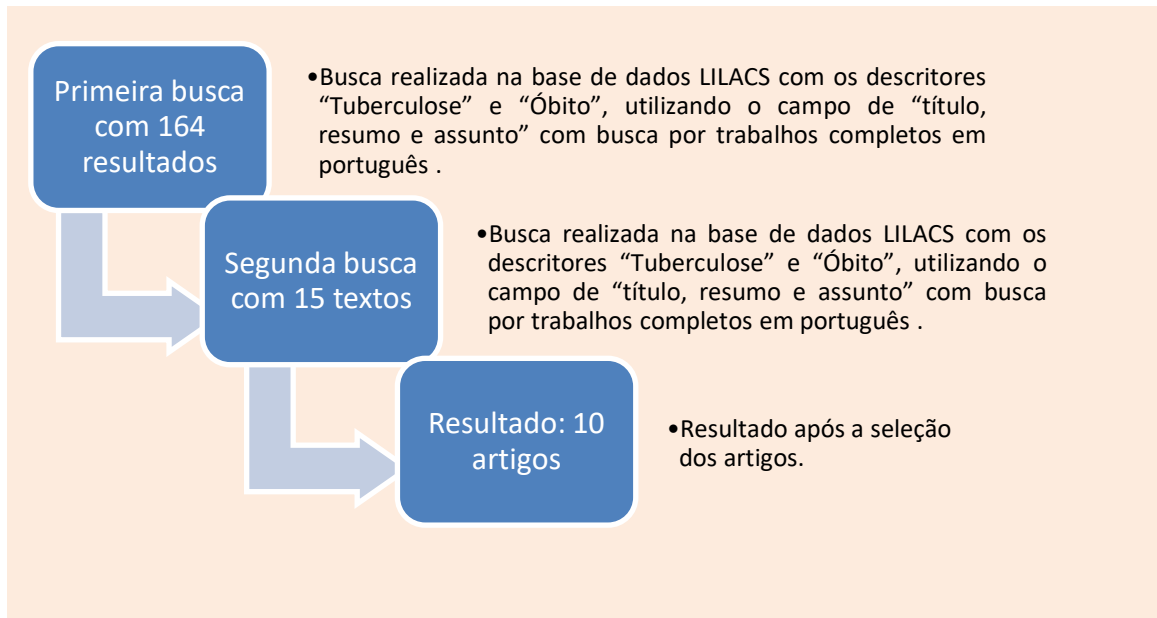 Primeira busca
com 164
resultados
•Busca realizada na base de dados LILACS com os descritores
“Tuberculose” e “Óbito”, utilizando o campo de “título,
resumo e assunto” com busca por trabalhos completos em
português .
Segunda busca
com 15 textos
•Busca realizada na base de dados LILACS com os
descritores “Tuberculose” e “Óbito”, utilizando o
campo de “título, resumo e assunto” com busca
por trabalhos completos em português .
Resultado: 10
artigos
•Resultado após a seleção
dos artigos.